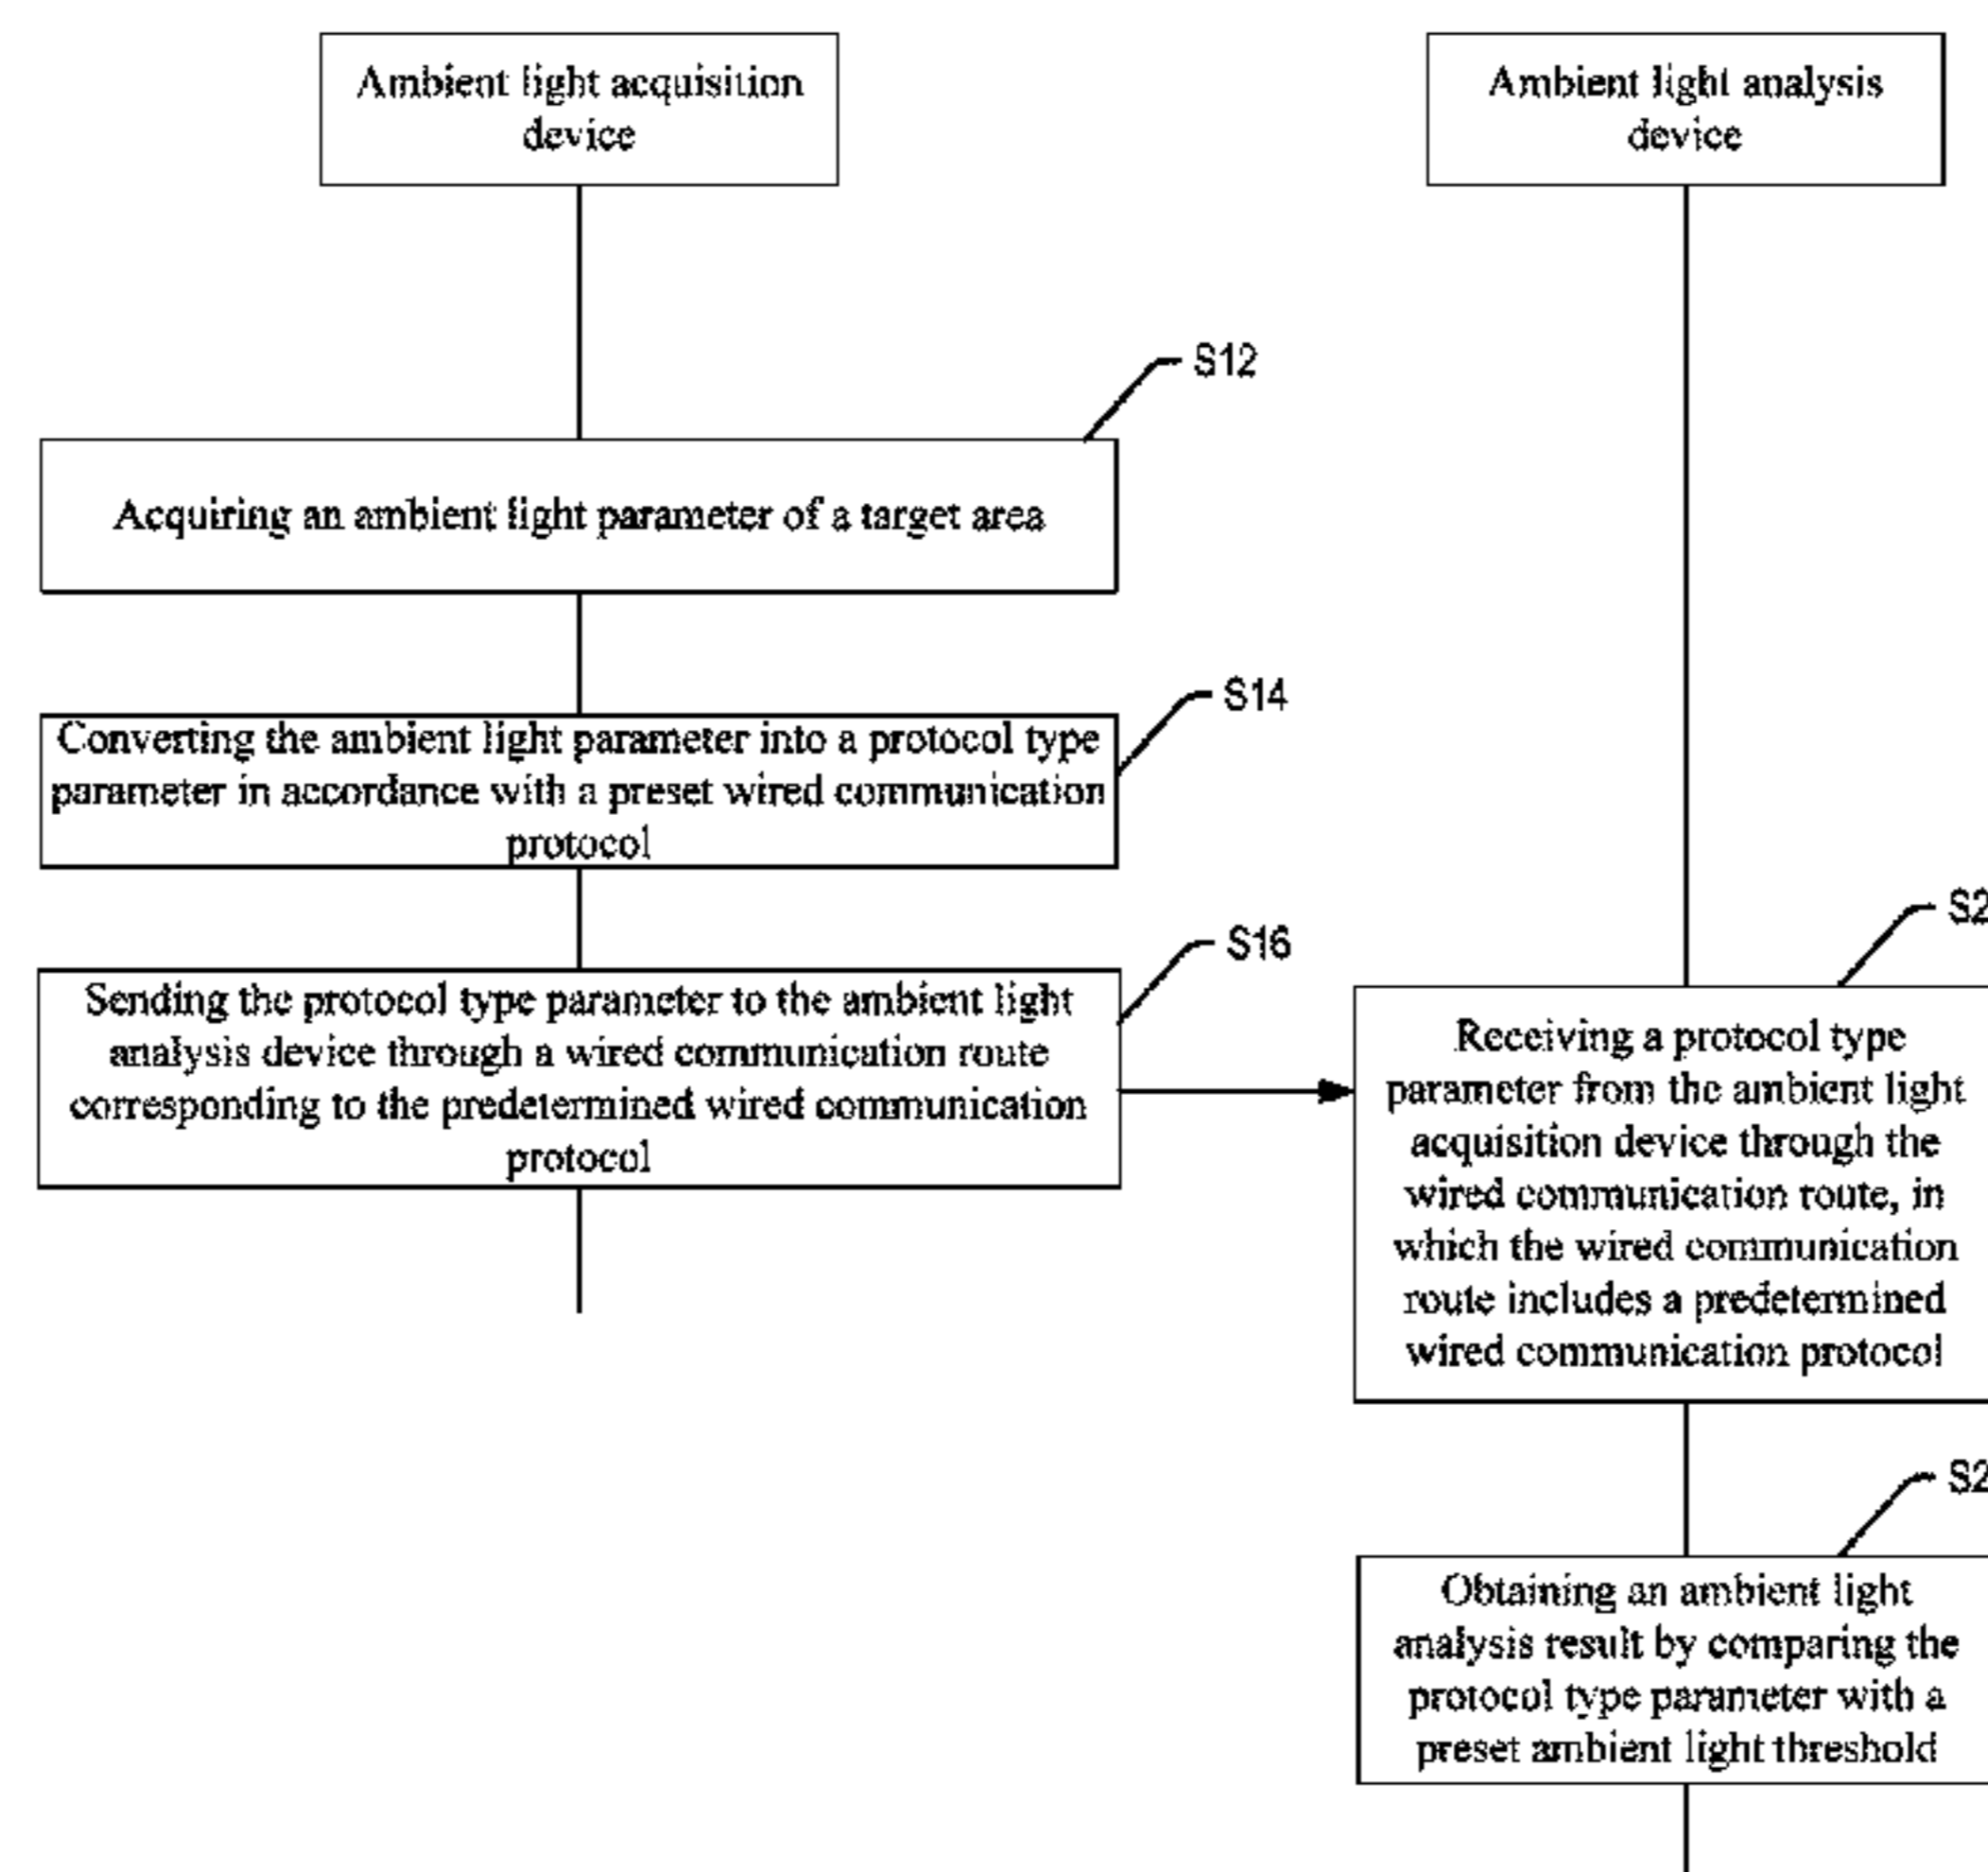 Ambient light acquisition
device
Ambient light analysis
device
S12
Acquiring an ambient light parameter of a target area
S14
Converting the ambient light parameter into a protocol type
parameter in accordance with a preset wired communication
protocol
S16
Sending the protocol type parameter to the ambient light
analysis device through a wired communication route
corresponding to the predetermined wired communication
protocol
S2
Receiving a protocol type
parameter from the ambient light
acquisition device through the
wired communication route, in
which the wired communication
route includes a predetermined
wired communication protocol
S2
Obtaining an ambient light
analysis result by comparing the
protocol type parameter with a
preset ambient light threshold